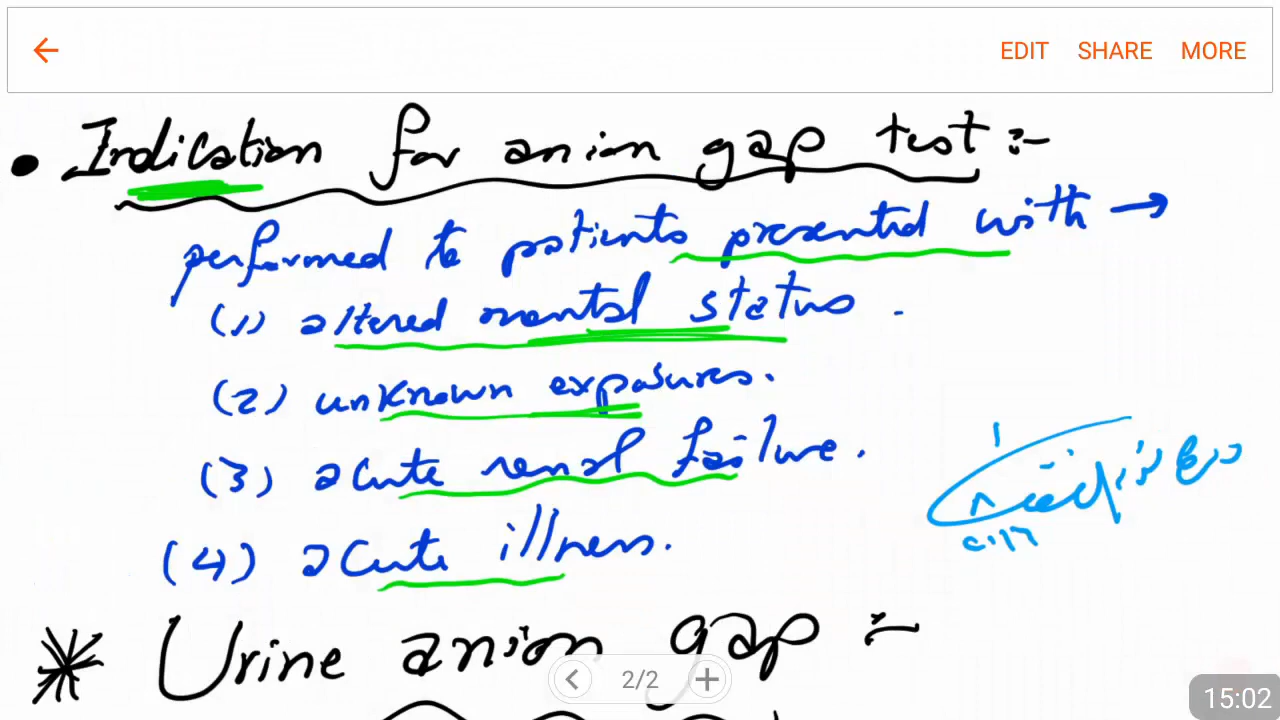 EDIT SHARE MORE
• Indication for anion gap test :-
performed to patients presented with →
(1) altered mental status.
(2) unknown exposures.
(3) acute renal failure.
(4) acute illness.
* Urine anion gap :-
2/2
15:02